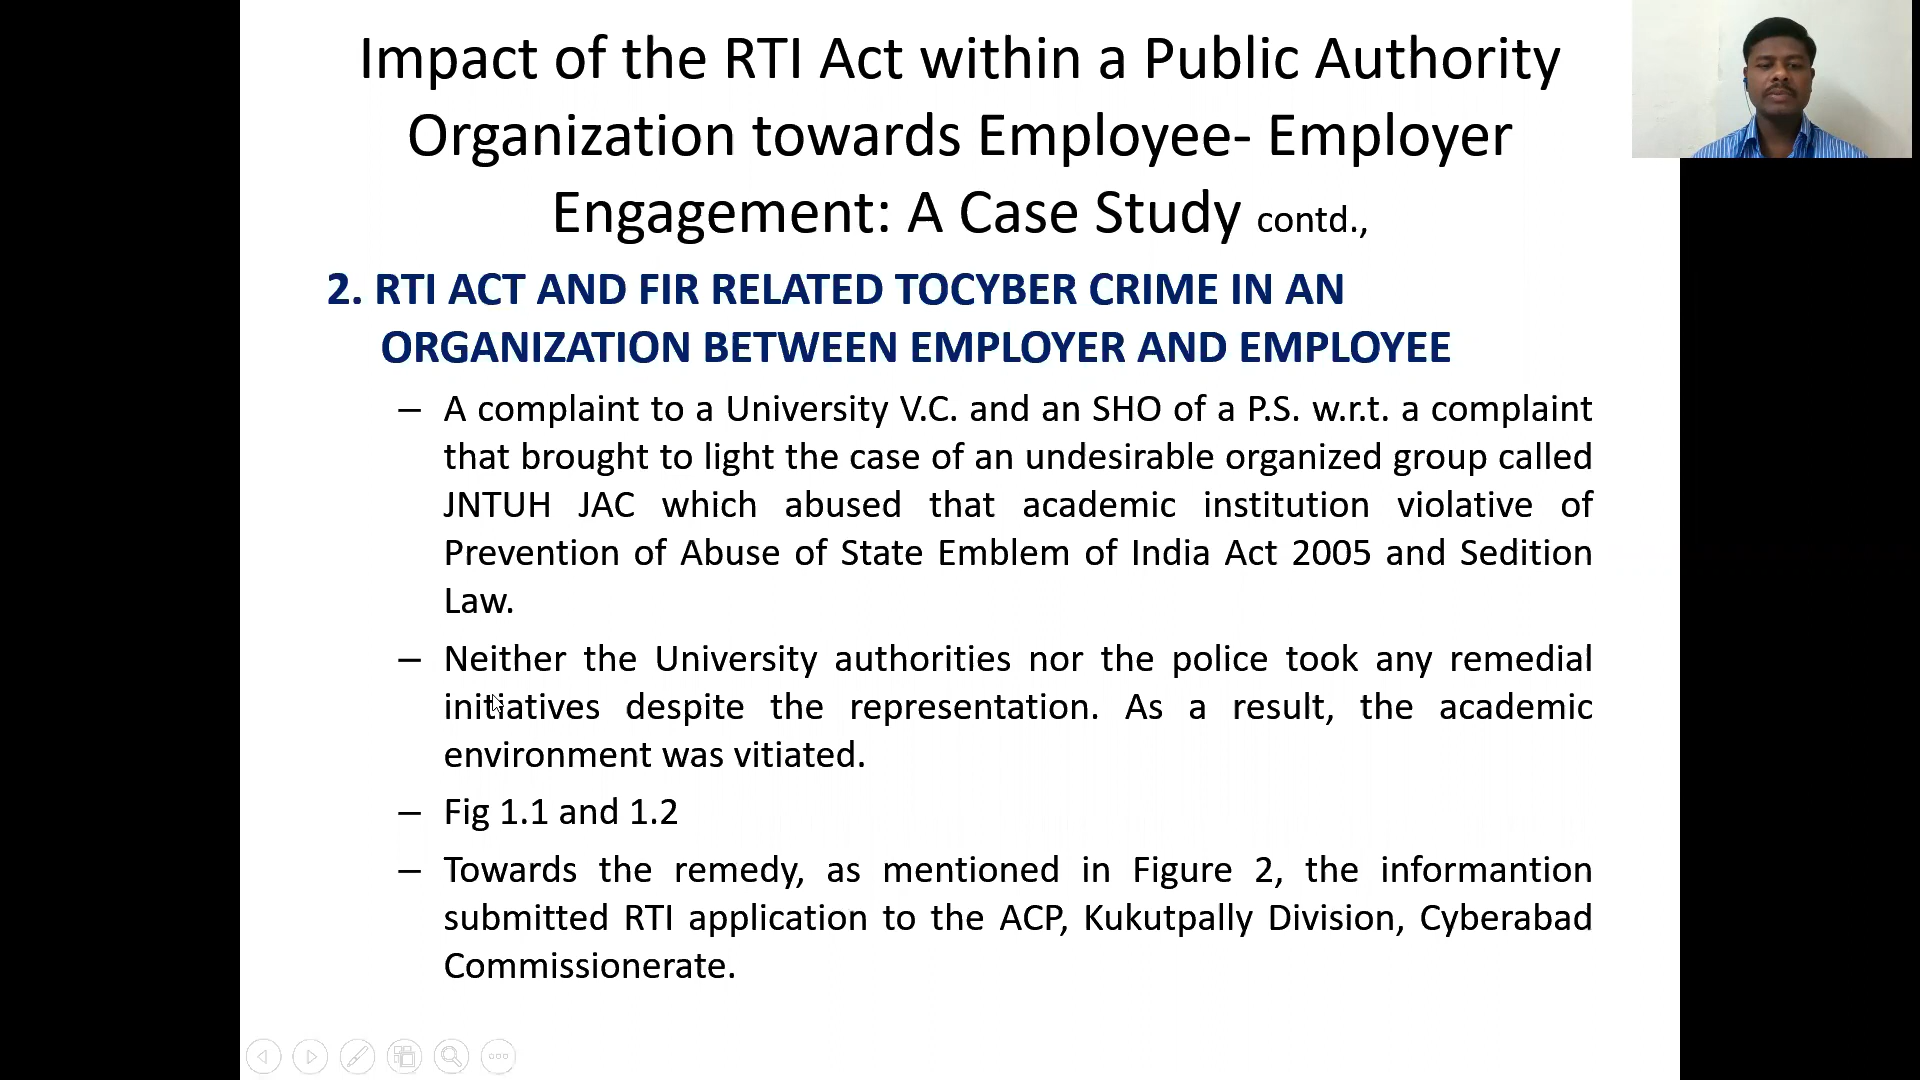 Impact of the RTI Act within a Public Authority
Organization towards Employee- Employer
Engagement: A Case Study contd.,
2. RTI ACT AND FIR RELATED TOCYBER CRIME IN AN
ORGANIZATION BETWEEN EMPLOYER AND EMPLOYEE
– A complaint to a University V.C. and an SHO of a P.S. w.r.t. a complaint
that brought to light the case of an undesirable organized group called
JNTUH JAC which abused that academic institution violative of
Prevention of Abuse of State Emblem of India Act 2005 and Sedition
Law.
– Neither the University authorities nor the police took any remedial
initiatives despite the representation. As a result, the academic
environment was vitiated.
– Fig 1.1 and 1.2
– Towards the remedy, as mentioned in Figure 2, the informantion
submitted RTI application to the ACP, Kukutpally Division, Cyberabad
Commissionerate.